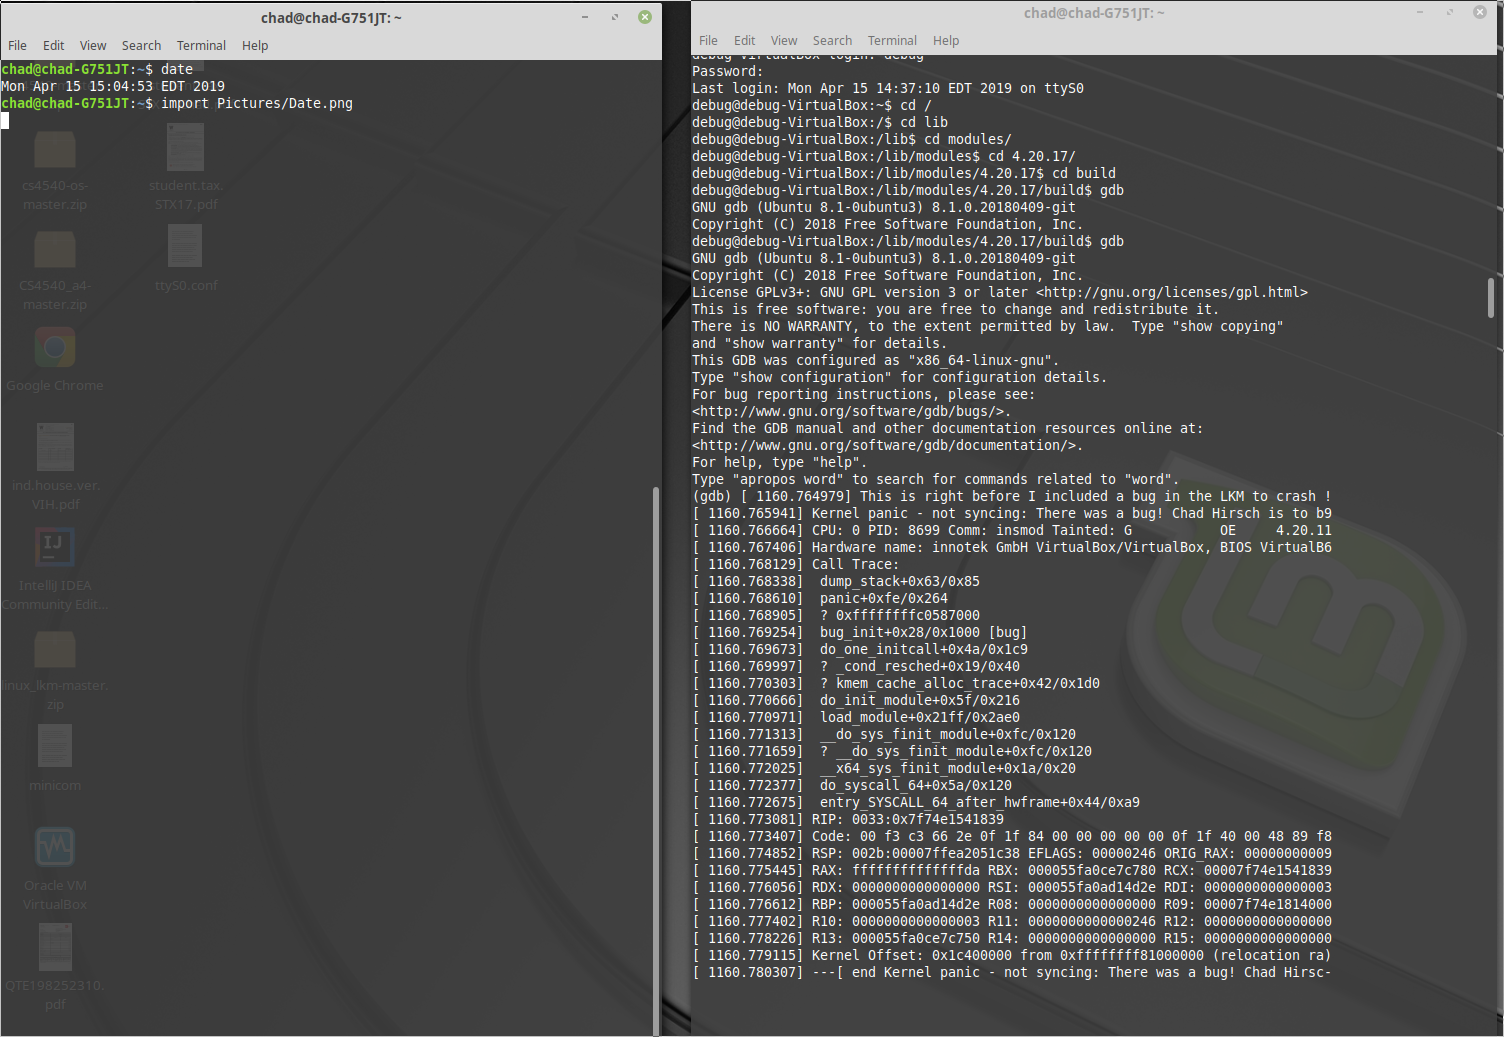 chad@chad-G751JT: ~
File Edit View Search Terminal Help
chad@chad-G751JT:~$ date
Mon Apr 15 15:04:53 EDT 2019
chad@chad-G751JT:~$ import Pictures/Date.png
cs4540-os-
master.zip
student.tax.
STX17.pdf
CS4540_a4-
master.zip
ttyS0.conf
Google Chrome
ind.house.ver.
VIH.pdf
IJ
IntelliJ IDEA
Community Edit...
linux_lkm-master.
zip
minicom
Oracle VM
VirtualBox
QTE198252310.
pdf
chad@chad-G751JT: ~
File Edit View Search Terminal Help
debug-VirtualBox login: debug
Password:
Last login: Mon Apr 15 14:37:10 EDT 2019 on ttyS0
debug@debug-VirtualBox:~$ cd /
debug@debug-VirtualBox:/$ cd lib
debug@debug-VirtualBox:/lib$ cd modules/
debug@debug-VirtualBox:/lib/modules$ cd 4.20.17/
debug@debug-VirtualBox:/lib/modules/4.20.17$ cd build
debug@debug-VirtualBox:/lib/modules/4.20.17/build$ gdb
GNU gdb (Ubuntu 8.1-0ubuntu3) 8.1.0.20180409-git
Copyright (C) 2018 Free Software Foundation, Inc.
debug@debug-VirtualBox:/lib/modules/4.20.17/build$ gdb
GNU gdb (Ubuntu 8.1-0ubuntu3) 8.1.0.20180409-git
Copyright (C) 2018 Free Software Foundation, Inc.
License GPLv3+: GNU GPL version 3 or later <http://gnu.org/licenses/gpl.html>
This is free software: you are free to change and redistribute it.
There is NO WARRANTY, to the extent permitted by law.  Type "show copying"
and "show warranty" for details.
This GDB was configured as "x86_64-linux-gnu".
Type "show configuration" for configuration details.
For bug reporting instructions, please see:
<http://www.gnu.org/software/gdb/bugs/>.
Find the GDB manual and other documentation resources online at:
<http://www.gnu.org/software/gdb/documentation/>.
For help, type "help".
Type "apropos word" to search for commands related to "word".
(gdb) [ 1160.764979] This is right before I included a bug in the LKM to crash !
[ 1160.765941] Kernel panic - not syncing: There was a bug! Chad Hirsch is to b9
[ 1160.766664] CPU: 0 PID: 8699 Comm: insmod Tainted: G           OE     4.20.11
[ 1160.767406] Hardware name: innotek GmbH VirtualBox/VirtualBox, BIOS VirtualB6
[ 1160.768129] Call Trace:
[ 1160.768338]  dump_stack+0x63/0x85
[ 1160.768610]  panic+0xfe/0x264
[ 1160.768905]  ? 0xffffffffc0587000
[ 1160.769254]  bug_init+0x28/0x1000 [bug]
[ 1160.769673]  do_one_initcall+0x4a/0x1c9
[ 1160.769997]  ? _cond_resched+0x19/0x40
[ 1160.770303]  ? kmem_cache_alloc_trace+0x42/0x1d0
[ 1160.770666]  do_init_module+0x5f/0x216
[ 1160.770971]  load_module+0x21ff/0x2ae0
[ 1160.771313]  __do_sys_finit_module+0xfc/0x120
[ 1160.771659]  ? __do_sys_finit_module+0xfc/0x120
[ 1160.772025]  __x64_sys_finit_module+0x1a/0x20
[ 1160.772377]  do_syscall_64+0x5a/0x120
[ 1160.772675]  entry_SYSCALL_64_after_hwframe+0x44/0xa9
[ 1160.773081] RIP: 0033:0x7f74e1541839
[ 1160.773407] Code: 00 f3 c3 66 2e 0f 1f 84 00 00 00 00 00 0f 1f 40 00 48 89 f8
[ 1160.774852] RSP: 002b:00007ffea2051c38 EFLAGS: 00000246 ORIG_RAX: 00000000009
[ 1160.775445] RAX: ffffffffffffffda RBX: 000055fa0ce7c780 RCX: 00007f74e1541839
[ 1160.776056] RDX: 0000000000000000 RSI: 000055fa0ad14d2e RDI: 0000000000000003
[ 1160.776612] RBP: 000055fa0ad14d2e R08: 0000000000000000 R09: 00007f74e1814000
[ 1160.777402] R10: 0000000000000003 R11: 0000000000000246 R12: 0000000000000000
[ 1160.778226] R13: 000055fa0ce7c750 R14: 0000000000000000 R15: 0000000000000000
[ 1160.779115] Kernel Offset: 0x1c400000 from 0xffffffff81000000 (relocation ra)
[ 1160.780307] ---[ end Kernel panic - not syncing: There was a bug! Chad Hirsc-